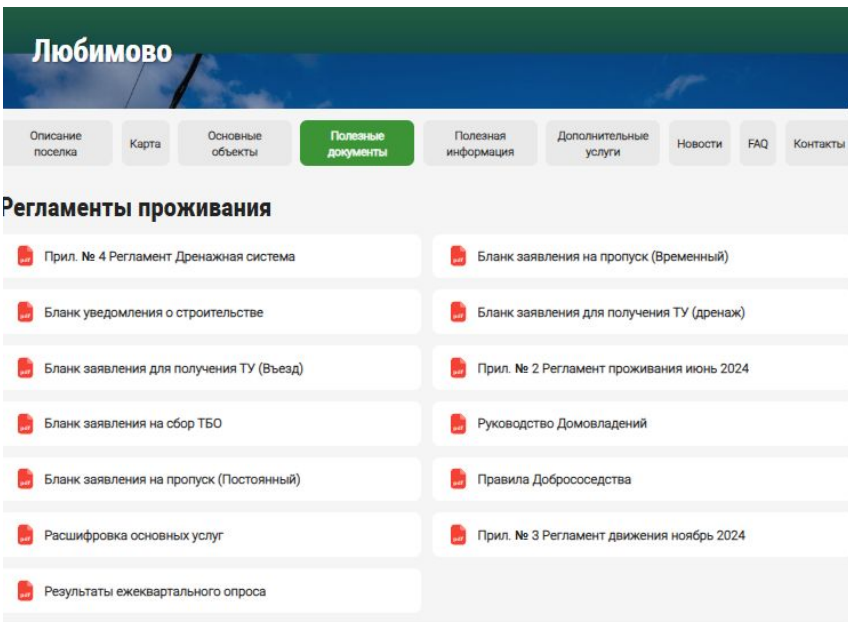 Любимово
Описание
поселка
Карта
Основные
объекты
Полезные
документы
Полезная
информация
Дополнительные
услуги
Новости
FAQ
Контакты
Регламенты проживания
Прил. № 4 Регламент Дренажная система
Бланк заявления на пропуск (Временный)
Бланк уведомления о строительстве
Бланк заявления для получения ТУ (дренаж)
Бланк заявления для получения ТУ (Въезд)
Прил. № 2 Регламент проживания июнь 2024
Бланк заявления на сбор ТБО
Руководство Домовладений
Бланк заявления на пропуск (Постоянный)
Правила Добрососедства
Расшифровка основных услуг
Прил. № 3 Регламент движения ноябрь 2024
Результаты ежеквартального опроса